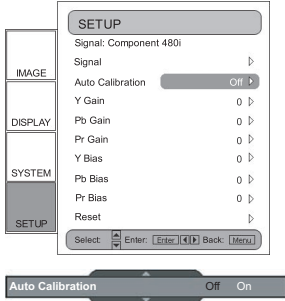 SETUP
Signal: Component 480i
Signal
Auto Calibration Off
Y Gain 0
Pb Gain 0
Pr Gain 0
Y Bias 0
Pb Bias 0
Pr Bias 0
Reset
Select: Enter: Enter Back: Menu
IMAGE
DISPLAY
SYSTEM
SETUP
Auto Calibration Off On